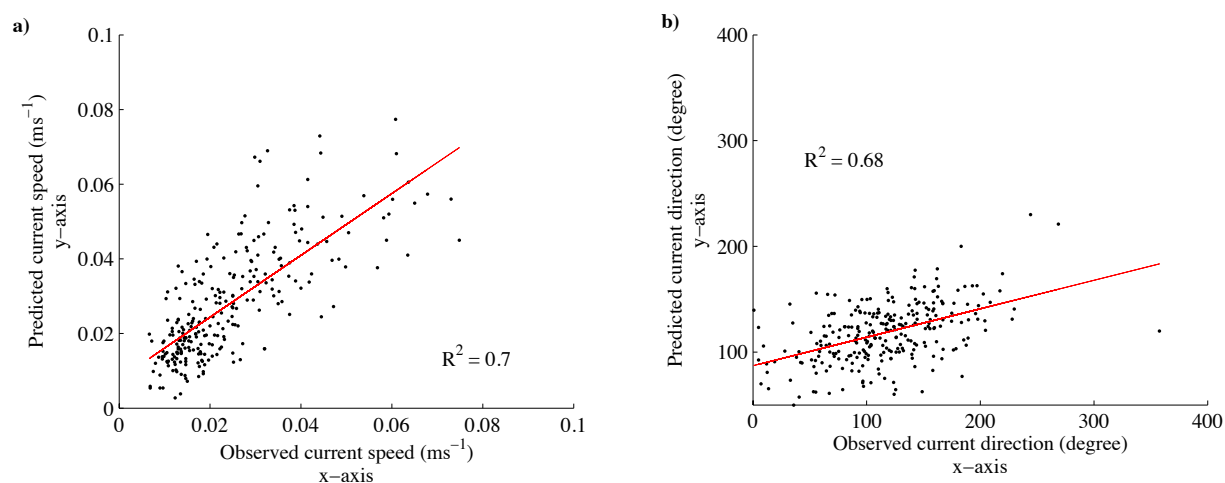 a)
0.1
0.08
0.06
0.04
0.02
0
Predicted current speed (ms⁻¹)
y−axis
R² = 0.7
0
0.02
0.04
0.06
0.08
0.1
Observed current speed (ms⁻¹)
x−axis
b)
400
300
200
100
Predicted current direction (degree)
y−axis
R² = 0.68
0
100
200
300
400
Observed current direction (degree)
x−axis